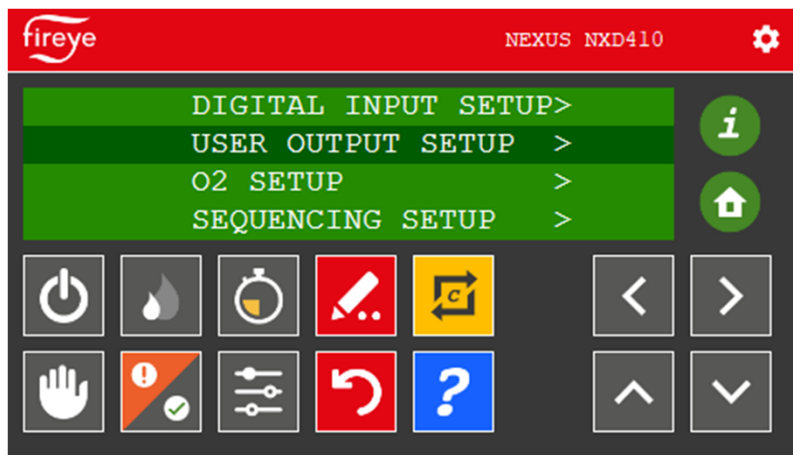 fireye
NEXUS NXD410
DIGITAL INPUT SETUP>
USER OUTPUT SETUP >
O2 SETUP >
SEQUENCING SETUP >
i
C
!
?